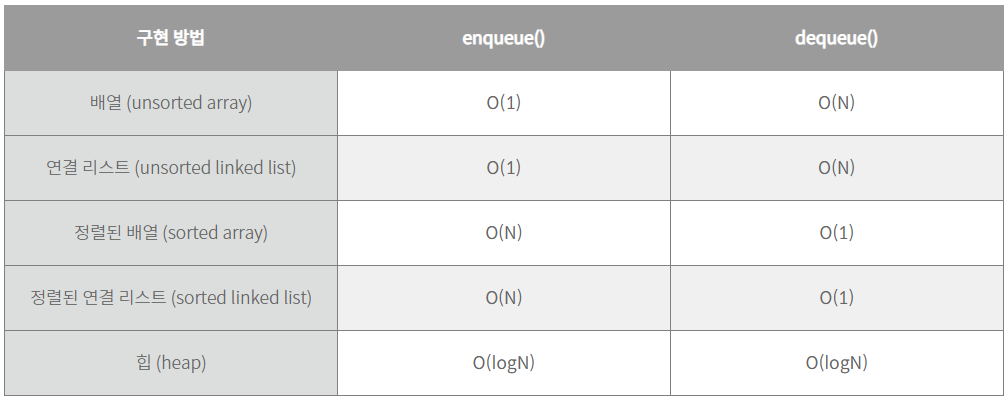 구현 방법 enqueue() dequeue()
배열 (unsorted array) O(1) O(N)
연결 리스트 (unsorted linked list) O(1) O(N)
정렬된 배열 (sorted array) O(N) O(1)
정렬된 연결 리스트 (sorted linked list) O(N) O(1)
힙 (heap) O(logN) O(logN)